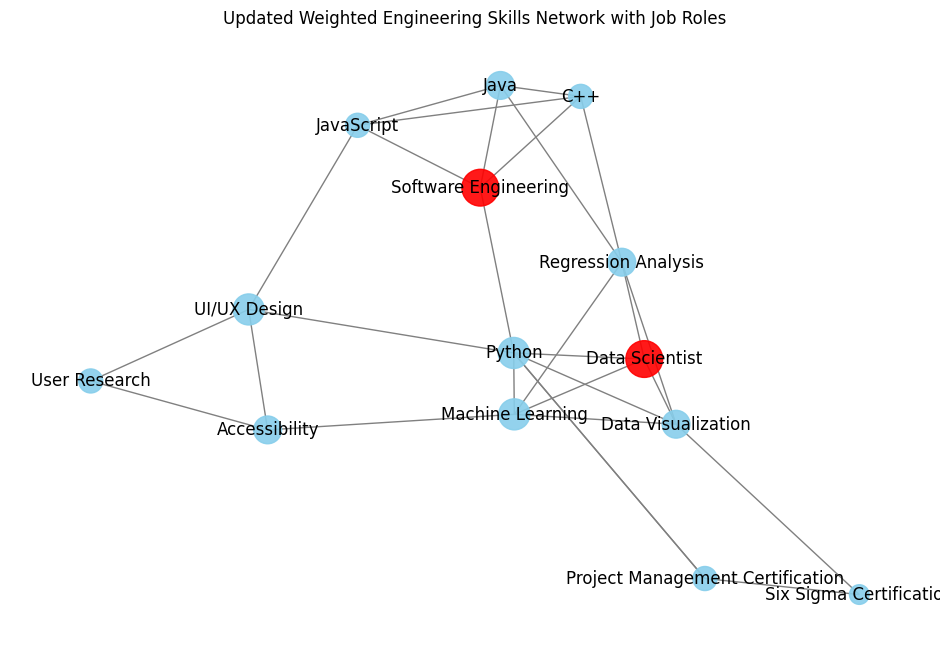 Updated Weighted Engineering Skills Network with Job Roles
Java
C++
JavaScript
Software Engineering
Regression Analysis
UI/UX Design
Python
Data Scientist
User Research
Machine Learning
Data Visualization
Accessibility
Project Management Certification
Six Sigma Certificatio